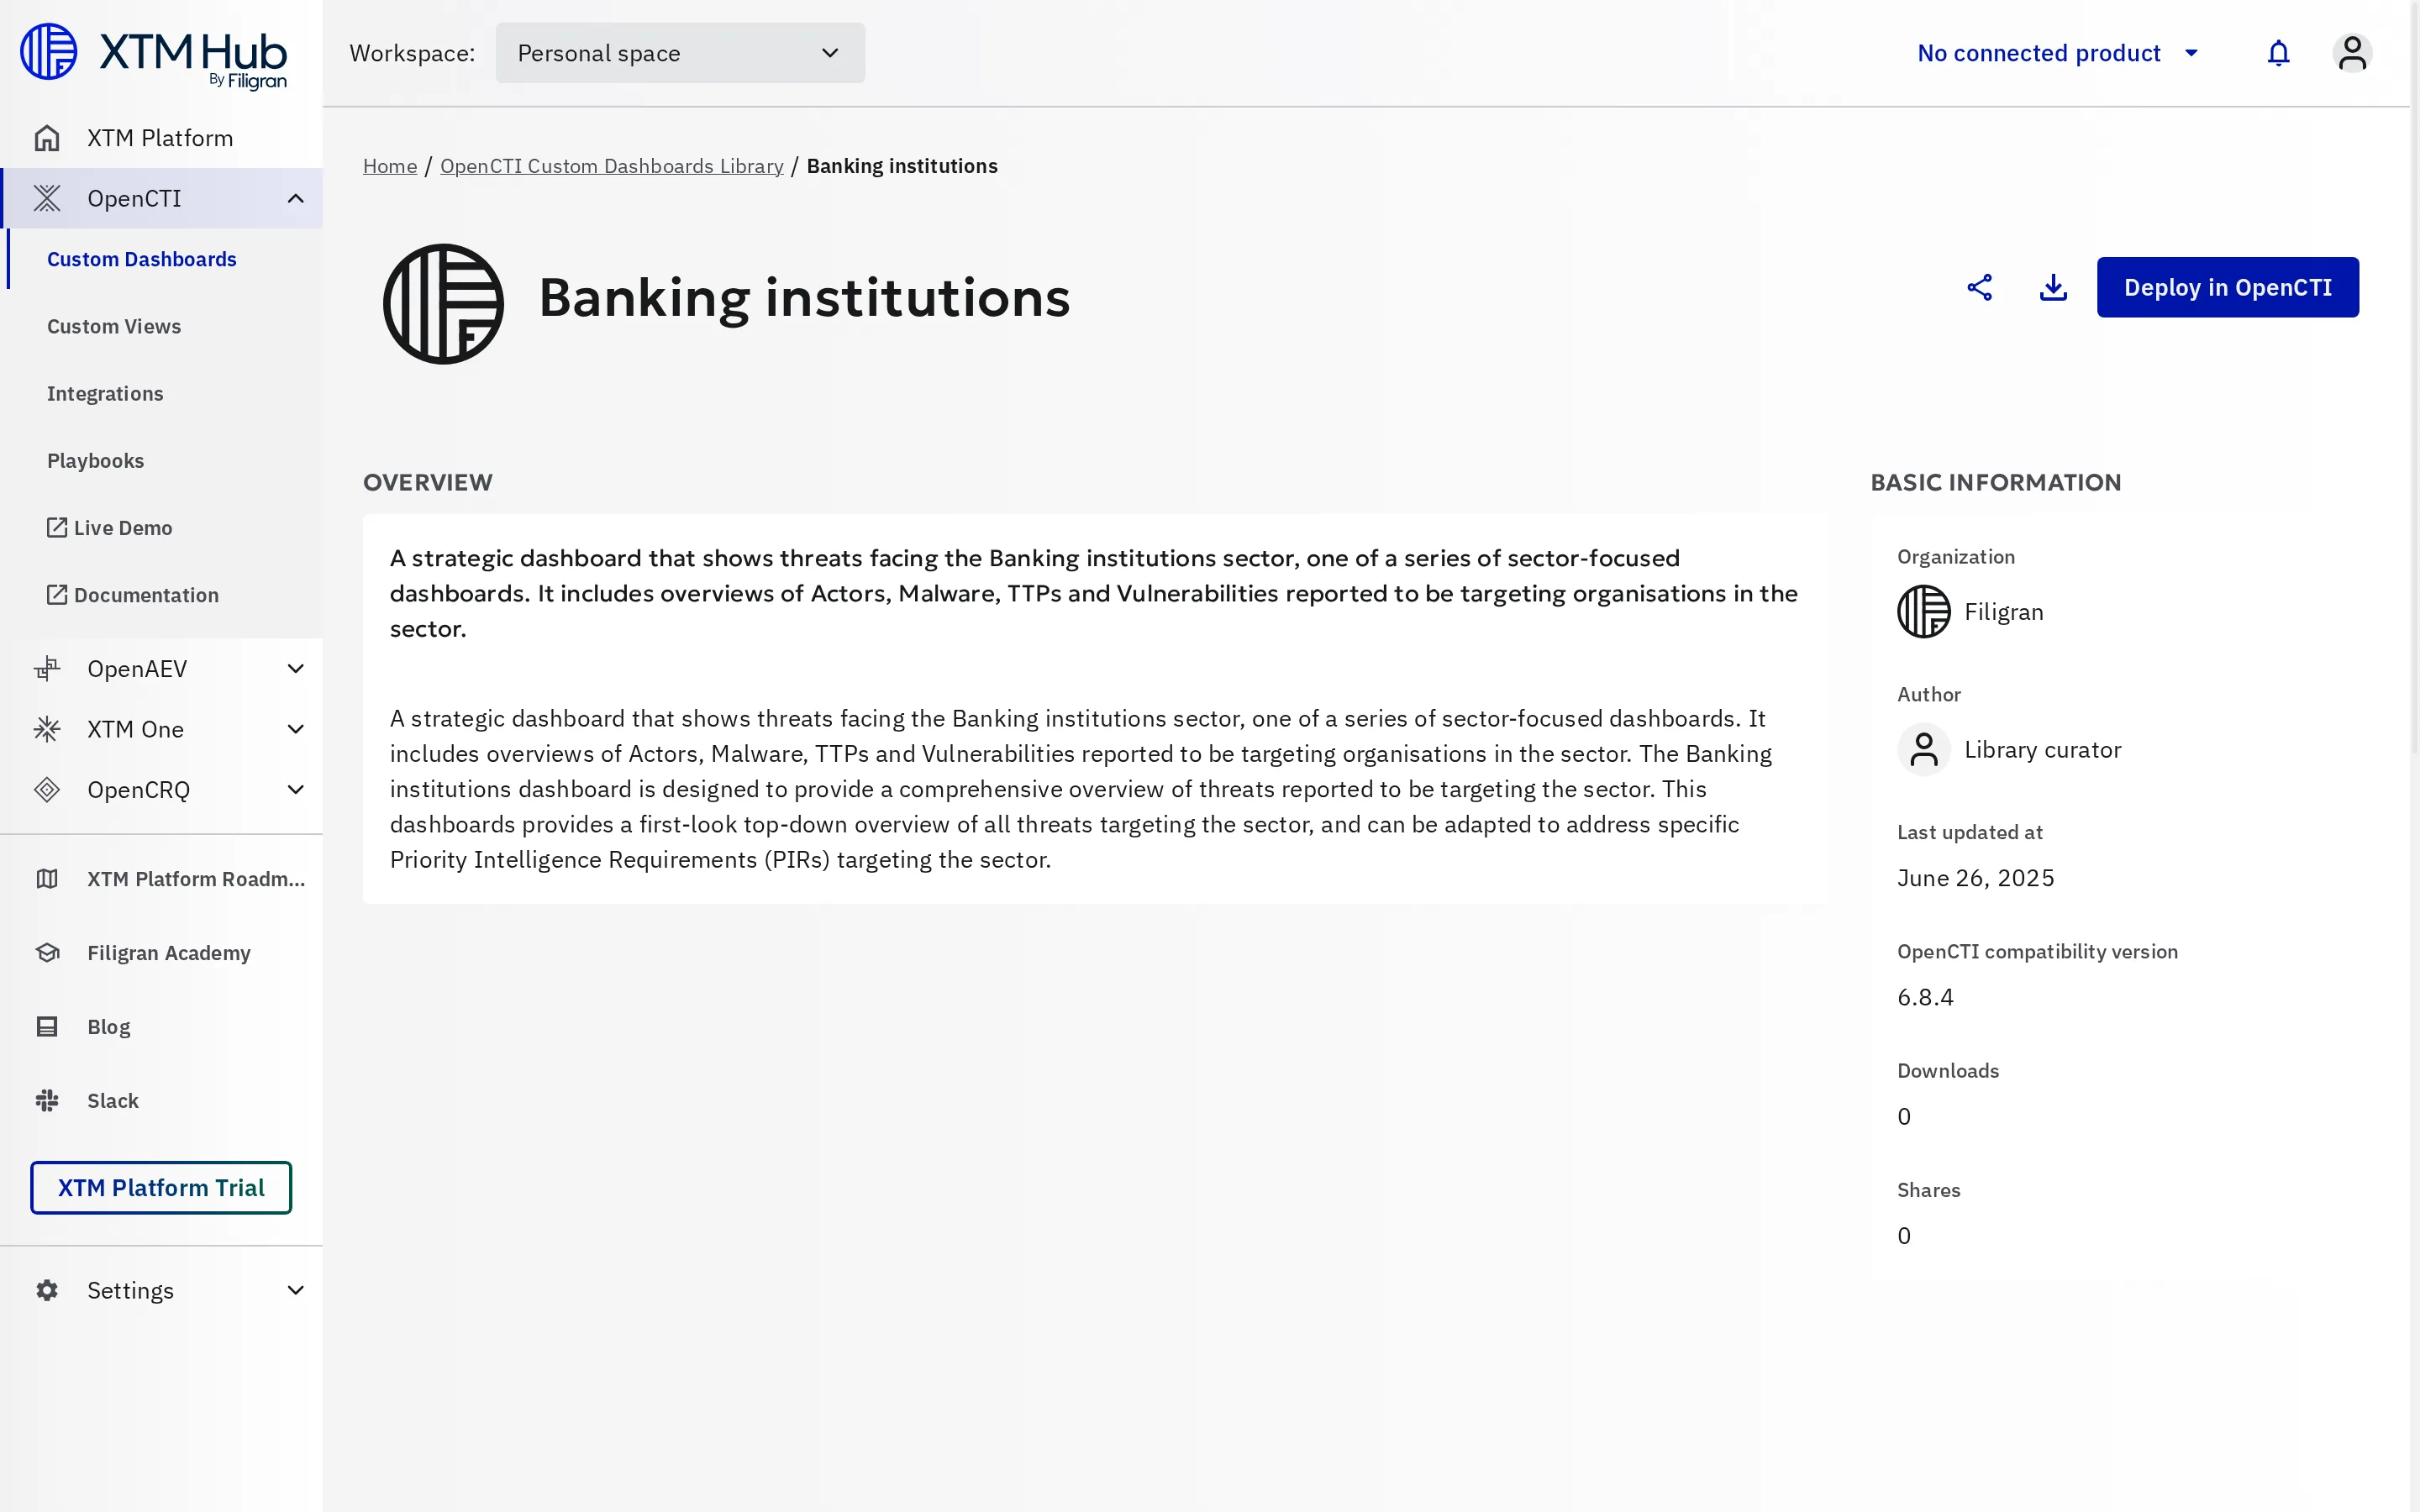 XTM Hub
By Filigran
Workspace:
Personal space
No connected product
XTM Platform
OpenCTI
Custom Dashboards
Custom Views
Integrations
Playbooks
Live Demo
Documentation
OpenAEV
XTM One
OpenCRQ
XTM Platform Roadm...
Filigran Academy
Blog
Slack
XTM Platform Trial
Settings
Home / OpenCTI Custom Dashboards Library / Banking institutions
Banking institutions
Deploy in OpenCTI
OVERVIEW
A strategic dashboard that shows threats facing the Banking institutions sector, one of a series of sector-focused
dashboards. It includes overviews of Actors, Malware, TTPs and Vulnerabilities reported to be targeting organisations in the
sector.
A strategic dashboard that shows threats facing the Banking institutions sector, one of a series of sector-focused dashboards. It
includes overviews of Actors, Malware, TTPs and Vulnerabilities reported to be targeting organisations in the sector. The Banking
institutions dashboard is designed to provide a comprehensive overview of threats reported to be targeting the sector. This
dashboards provides a first-look top-down overview of all threats targeting the sector, and can be adapted to address specific
Priority Intelligence Requirements (PIRs) targeting the sector.
BASIC INFORMATION
Organization
Filigran
Author
Library curator
Last updated at
June 26, 2025
OpenCTI compatibility version
6.8.4
Downloads
0
Shares
0